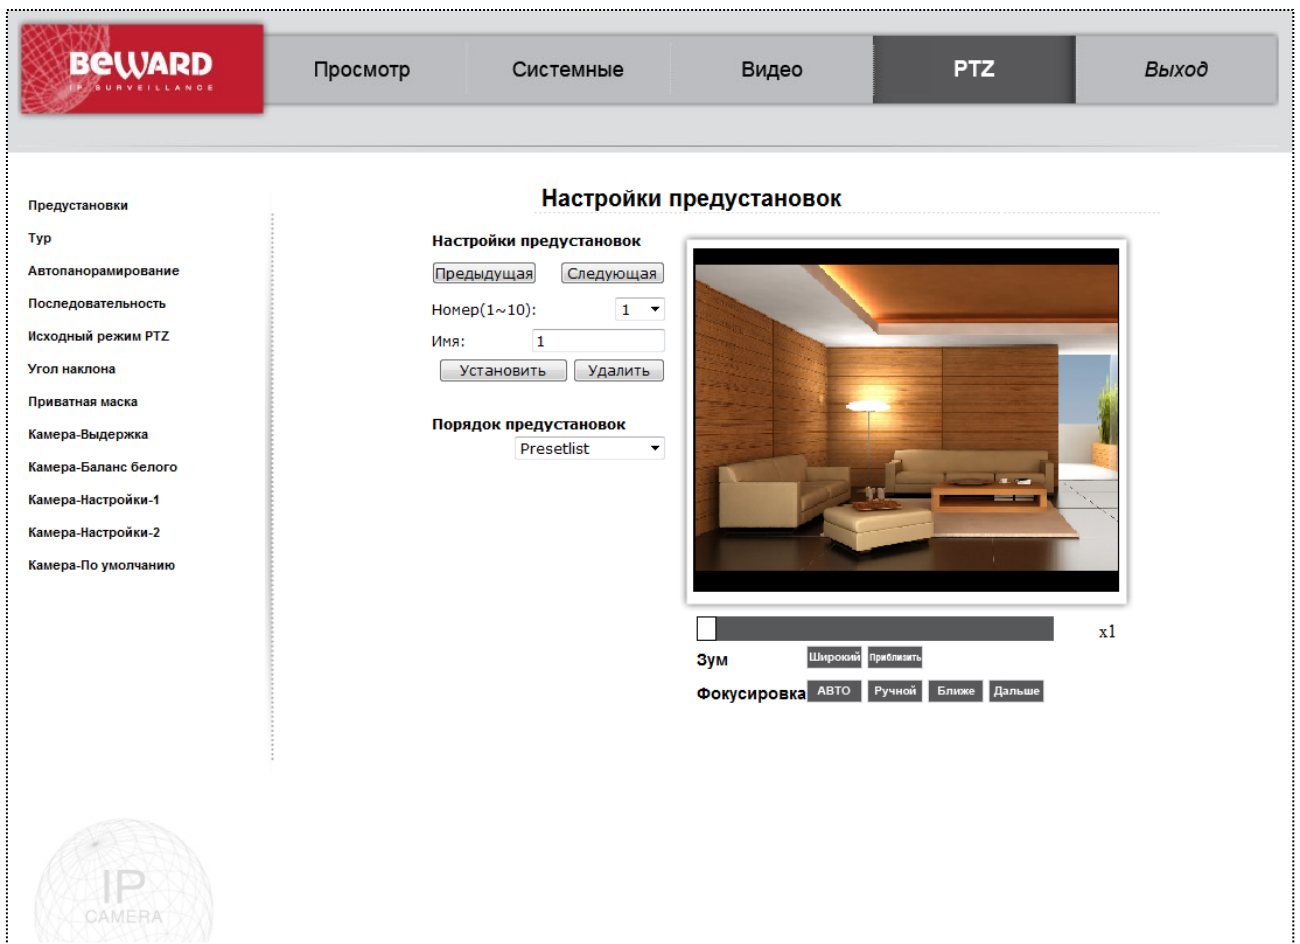 BEWARD
IP SURVEILLANCE
Просмотр
Системные
Видео
PTZ
Выход
Предустановки
Тур
Автопанорамирование
Последовательность
Исходный режим PTZ
Угол наклона
Приватная маска
Камера-Выдержка
Камера-Баланс белого
Камера-Настройки-1
Камера-Настройки-2
Камера-По умолчанию
Настройки предустановок
Настройки предустановок
Предыдущая Следующая
Номер(1~10): 1
Имя: 1
Установить Удалить
Порядок предустановок
Presetlist
x1
Зум Широкий Приблизить
Фокусировка АВТО Ручной Ближе Дальше
IP
CAMERA